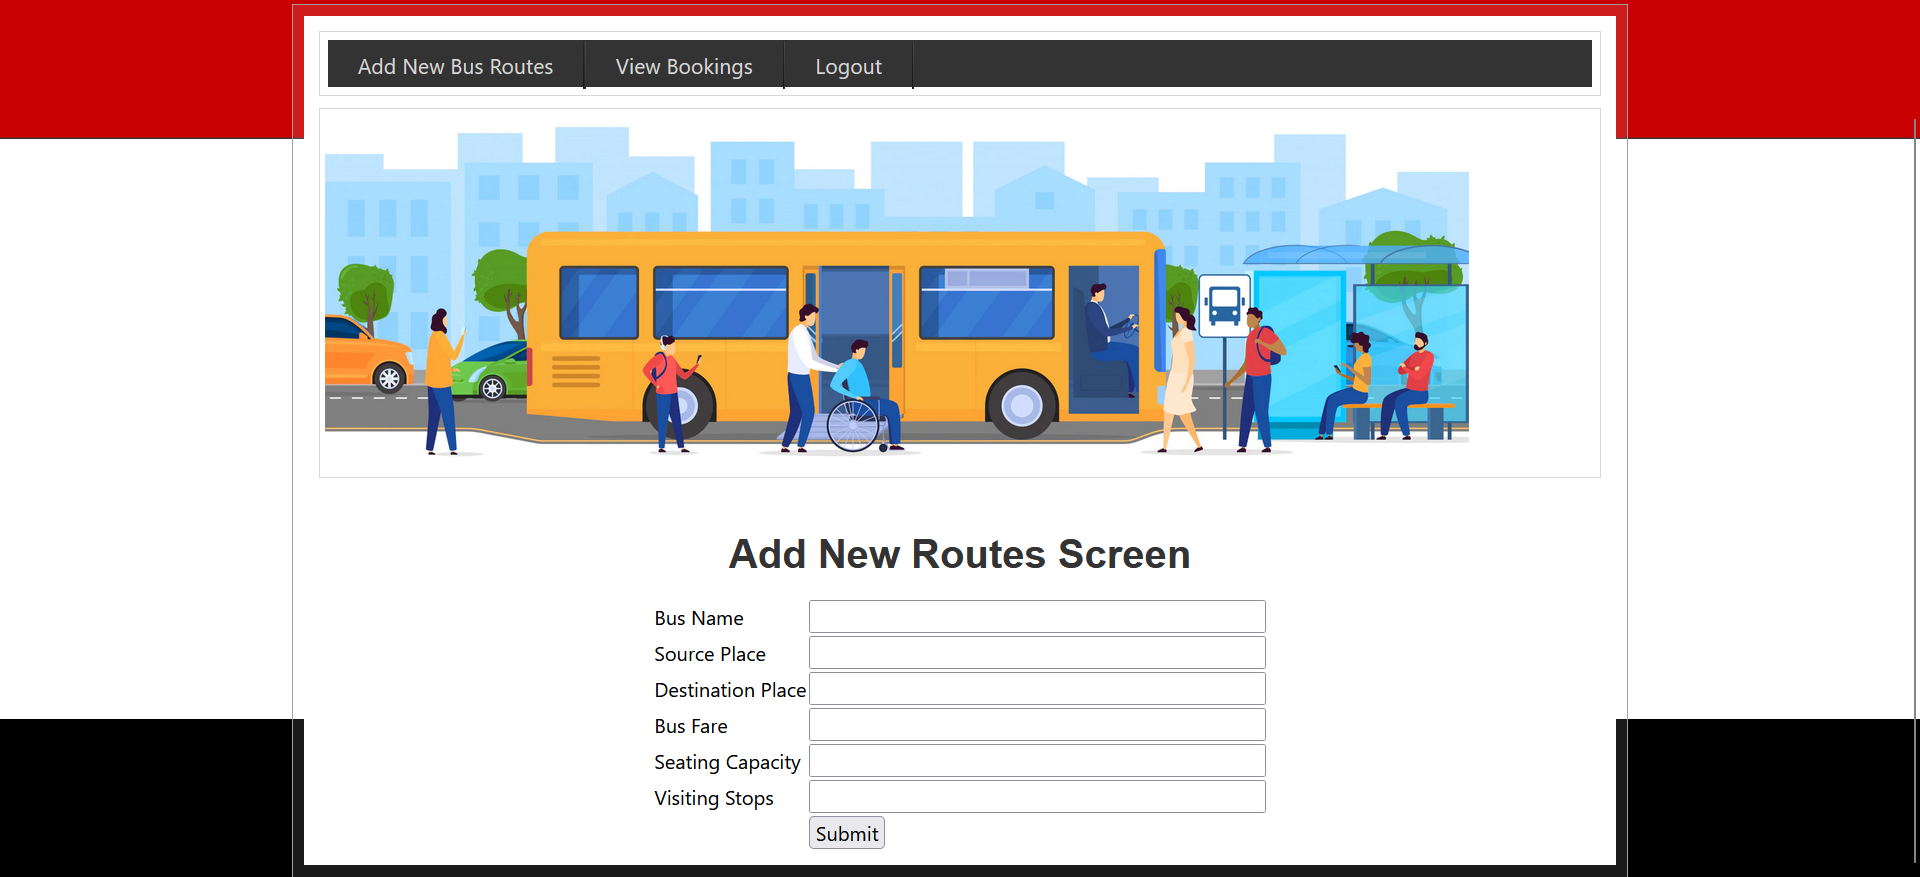 Add New Bus Routes View Bookings Logout
Add New Routes Screen
Bus Name
Source Place
Destination Place
Bus Fare
Seating Capacity
Visiting Stops
Submit